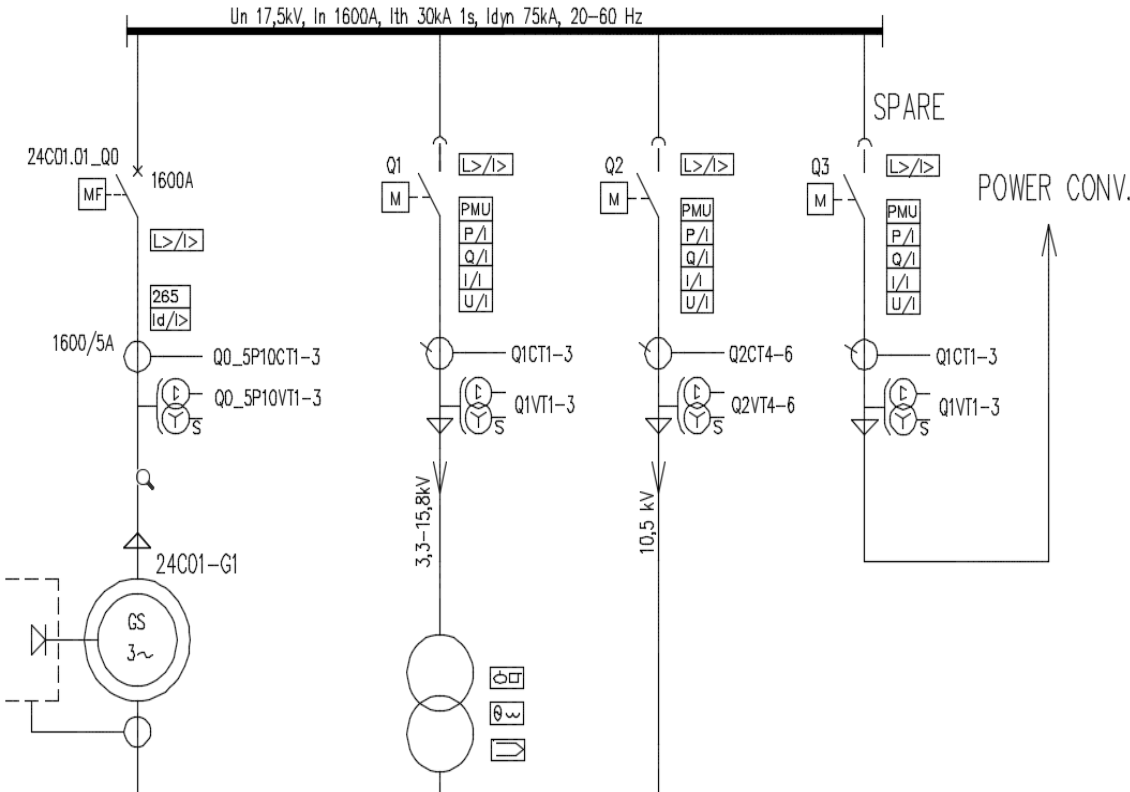 Un 17,5kV, In 1600A, Ith 30kA 1s, Idyn 75kA, 20-60 Hz
SPARE
24C01.01_Q0
1600A
MF
L>/I>
265
Id/I>
1600/5A
Q0_5P10CT1-3
Q0_5P10VT1-3
S
24C01-G1
GS
3~
Q1
M
L>/I>
PMU
P/I
Q/I
I/I
U/I
Q1CT1-3
Q1VT1-3
S
3,3-15,8kV
Q2
M
L>/I>
PMU
P/I
Q/I
I/I
U/I
Q2CT4-6
Q2VT4-6
S
10,5 kV
Q3
M
L>/I>
PMU
P/I
Q/I
I/I
U/I
Q1CT1-3
Q1VT1-3
S
POWER CONV.